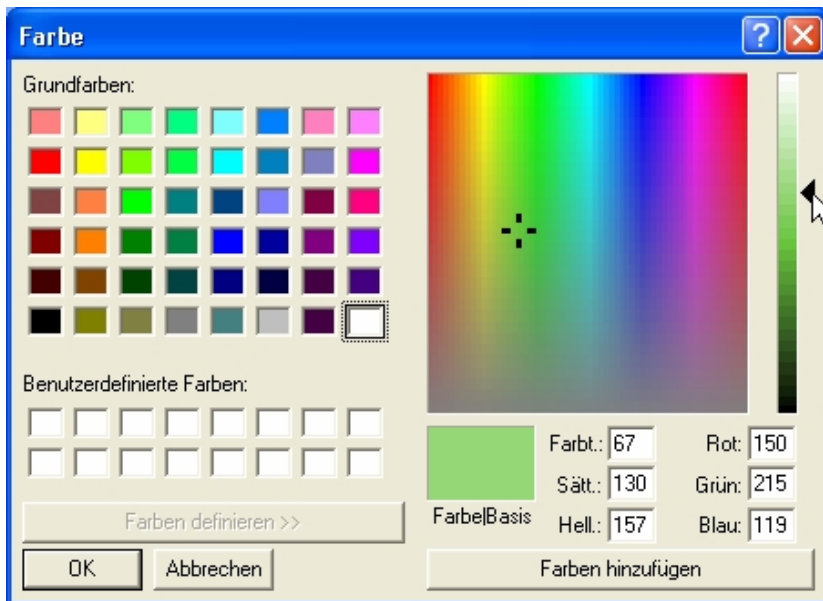 Farbe
Grundfarben:
Benutzerdefinierte Farben:
Farben definieren >>
OK Abbrechen
Farbe|Basis
Farbt.: 67 Rot: 150
Sätt.: 130 Grün: 215
Hell.: 157 Blau: 119
Farben hinzufügen